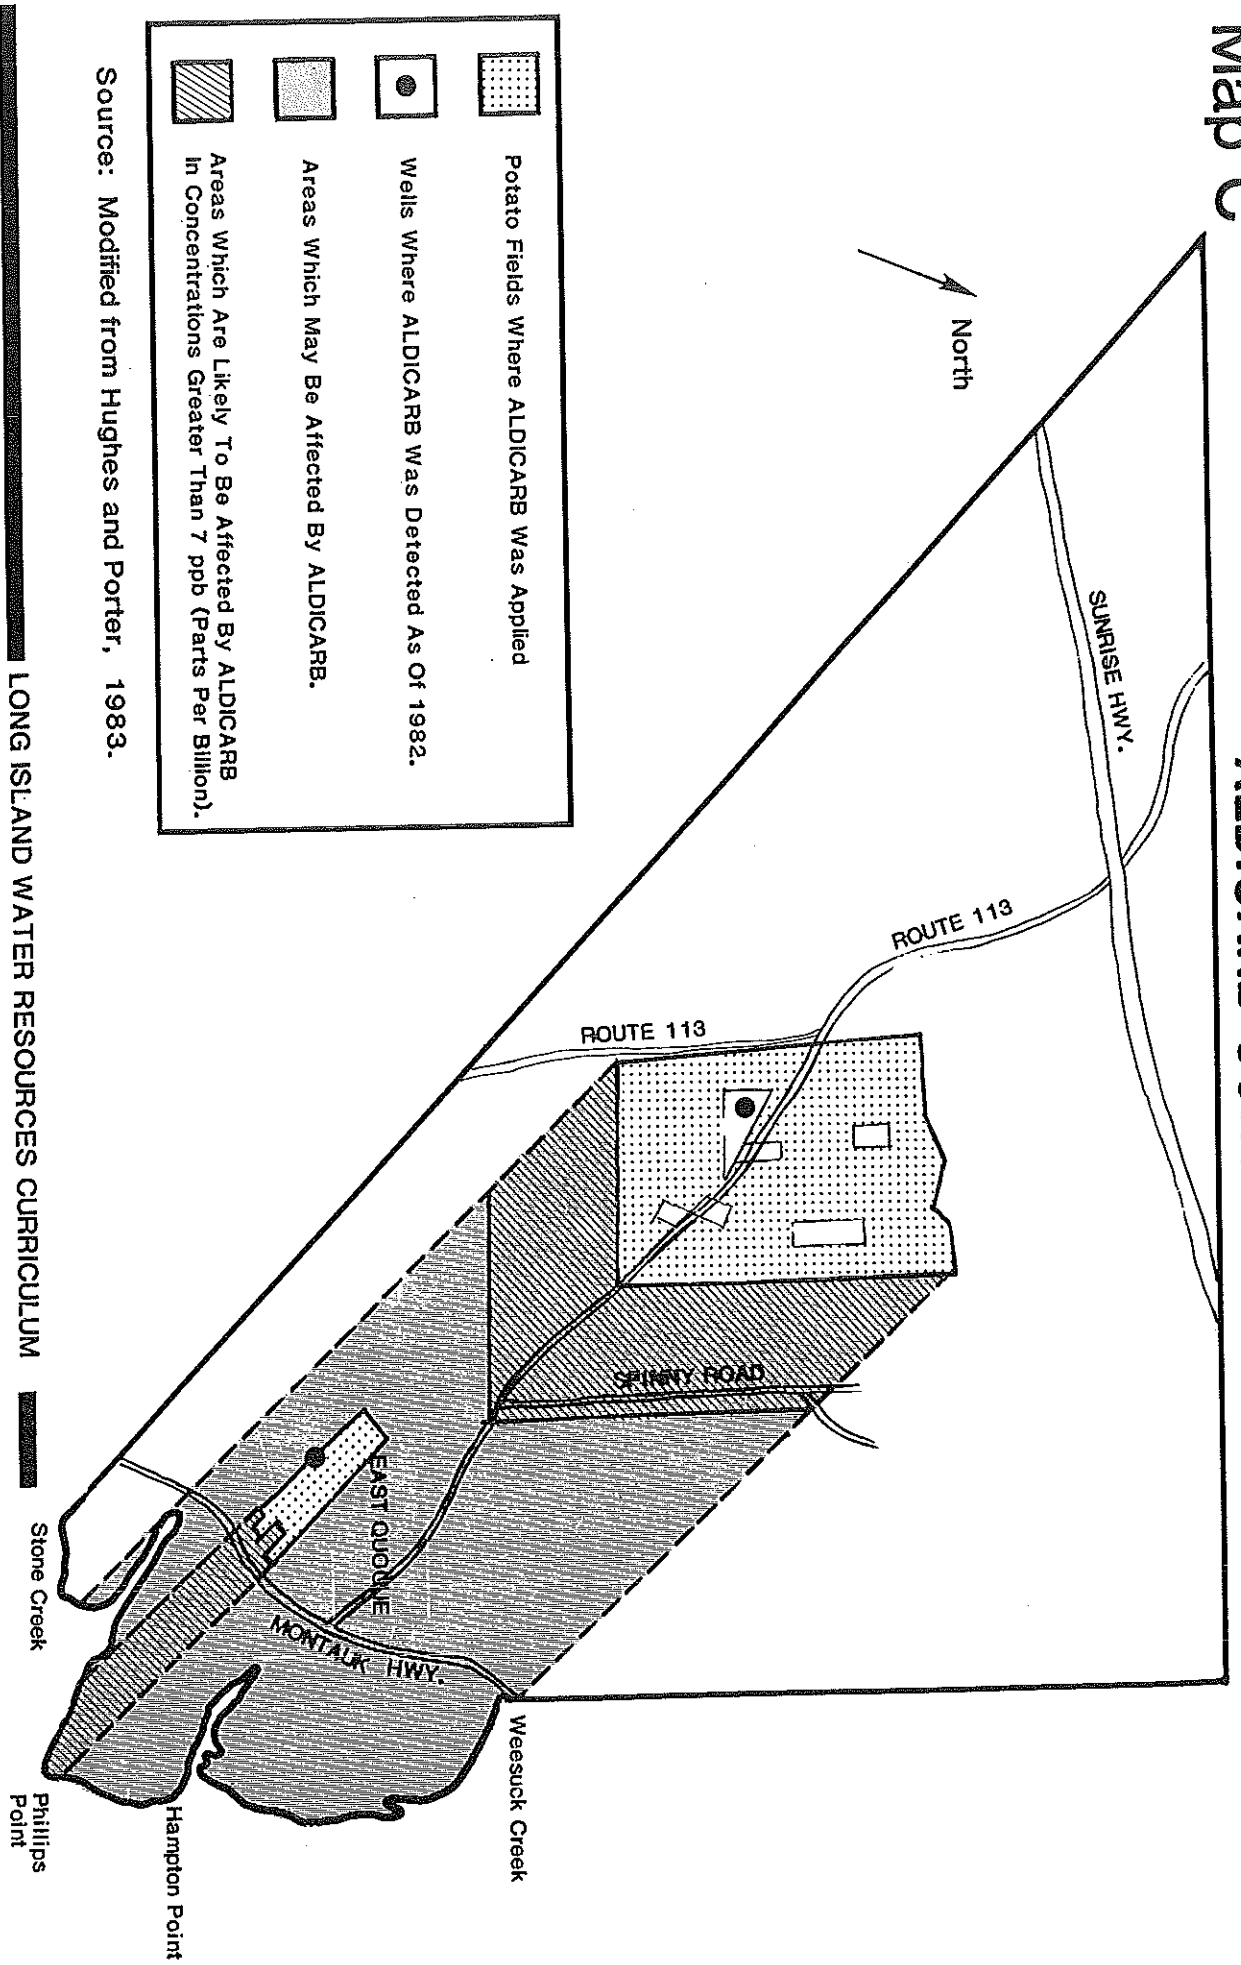 Map C
North
SUNRISE HWY.
ROUTE 113
ROUTE 113
SPINNY ROAD
EAST QUOGUE
MONTAUK HWY.
Weesuck Creek
Hampton Point
Phillips
Point
Stone Creek
Potato Fields Where ALDICARB Was Applied
Wells Where ALDICARB Was Detected As Of 1982.
Areas Which May Be Affected By ALDICARB.
Areas Which Are Likely To Be Affected By ALDICARB
In Concentrations Greater Than 7 ppb (Parts Per Billion).
Source: Modified from Hughes and Porter, 1983.
LONG ISLAND WATER RESOURCES CURRICULUM